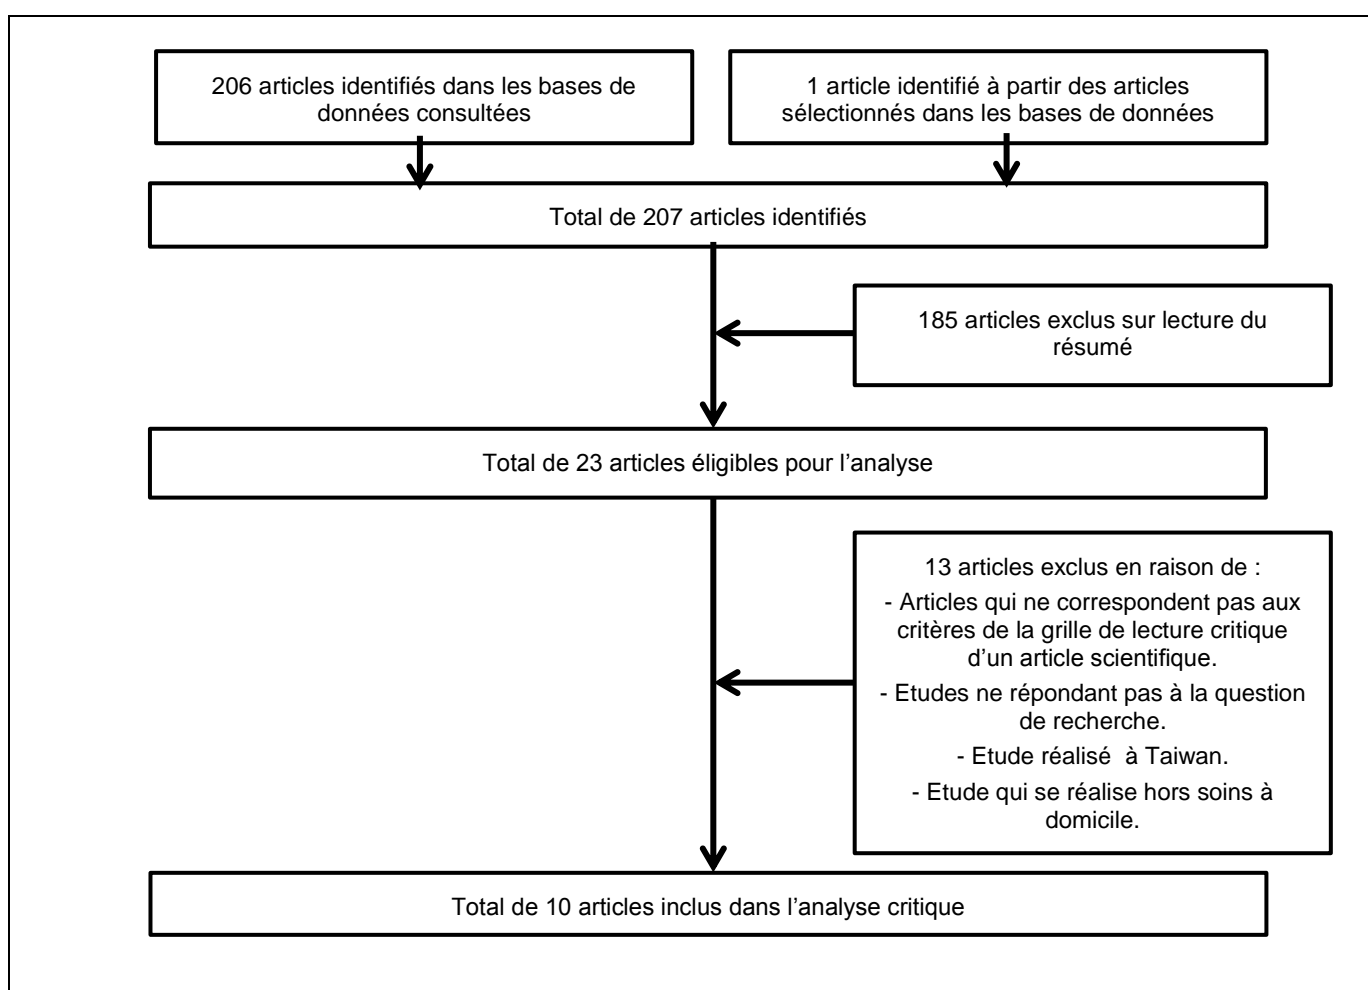 206 articles identifiés dans les bases de
données consultées
1 article identifié à partir des articles
sélectionnés dans les bases de données
Total de 207 articles identifiés
185 articles exclus sur lecture du
résumé
Total de 23 articles éligibles pour l’analyse
13 articles exclus en raison de :
- Articles qui ne correspondent pas aux
critères de la grille de lecture critique
d’un article scientifique.
- Etudes ne répondant pas à la question
de recherche.
- Etude réalisé à Taiwan.
- Etude qui se réalise hors soins à
domicile.
Total de 10 articles inclus dans l’analyse critique